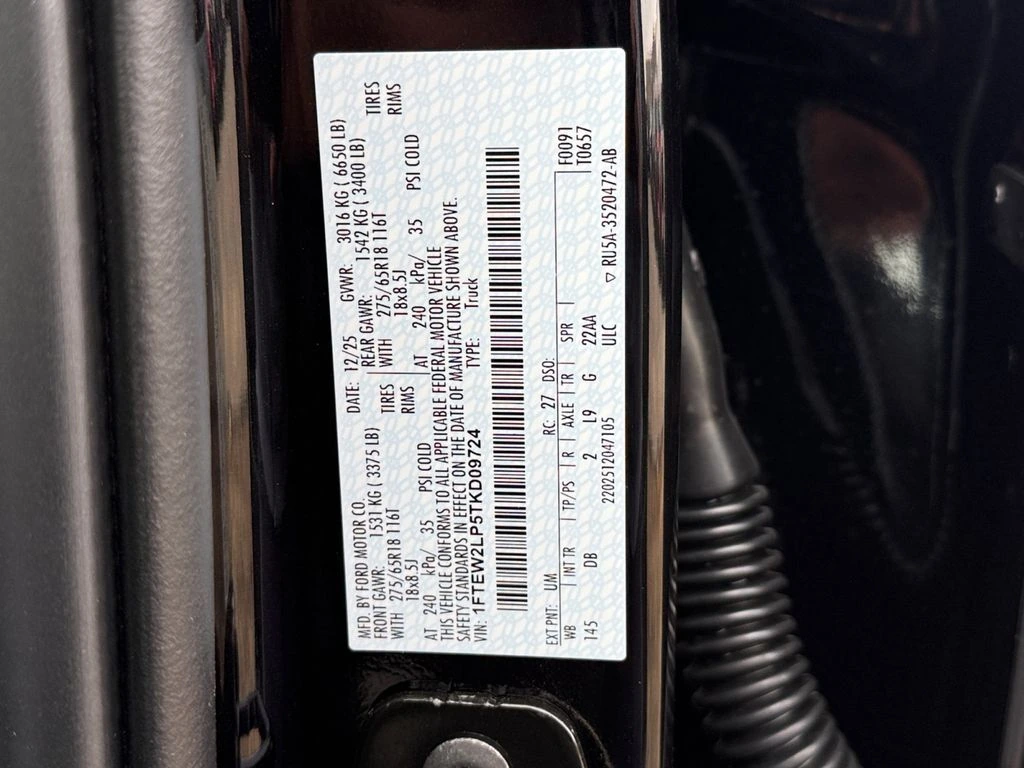 MFD. BY FORD MOTOR CO. DATE: 12/25 GVWR: 3016 KG ( 6650 LB)
FRONT GAWR: 1531 KG ( 3375 LB) REAR GAWR: 1542 KG ( 3400 LB)
WITH 275/65R18 116T TIRES WITH 275/65R18 116T TIRES
18x8.5J RIMS 18x8.5J RIMS
AT 240 kPa/ 35 PSI COLD AT 240 kPa/ 35 PSI COLD
THIS VEHICLE CONFORMS TO ALL APPLICABLE FEDERAL MOTOR VEHICLE
SAFETY STANDARDS IN EFFECT ON THE DATE OF MANUFACTURE SHOWN ABOVE.
VIN: 1FTEW2LP5TKD09724 TYPE: Truck
EXT PNT: UM RC: 27 DSO: F0091
WB INT TR TP/PS R AXLE TR SPR T0657
145 DB 2 L9 G 22AA
2202512047105 ULC ▽ RU5A-3520472-AB